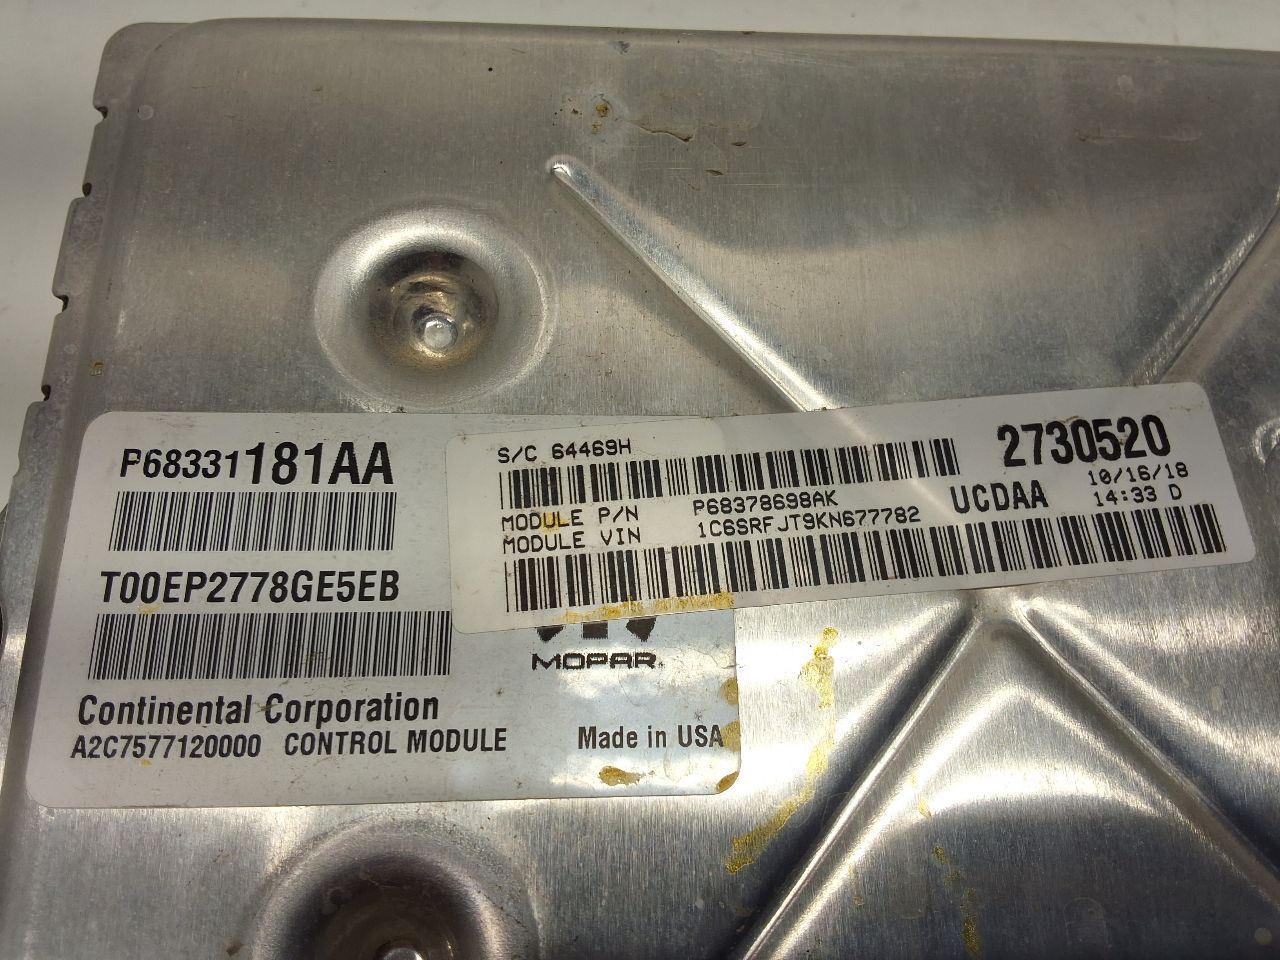 P68331181AA
T00EP2778GE5EB
Continental Corporation
A2C7577120000 CONTROL MODULE
MOPAR
Made in USA
S/C 64469H
2730520
MODULE P/N P68378698AK
MODULE VIN 1C6SRFJT9KN677782
UCDAA
10/16/18
14:33 D